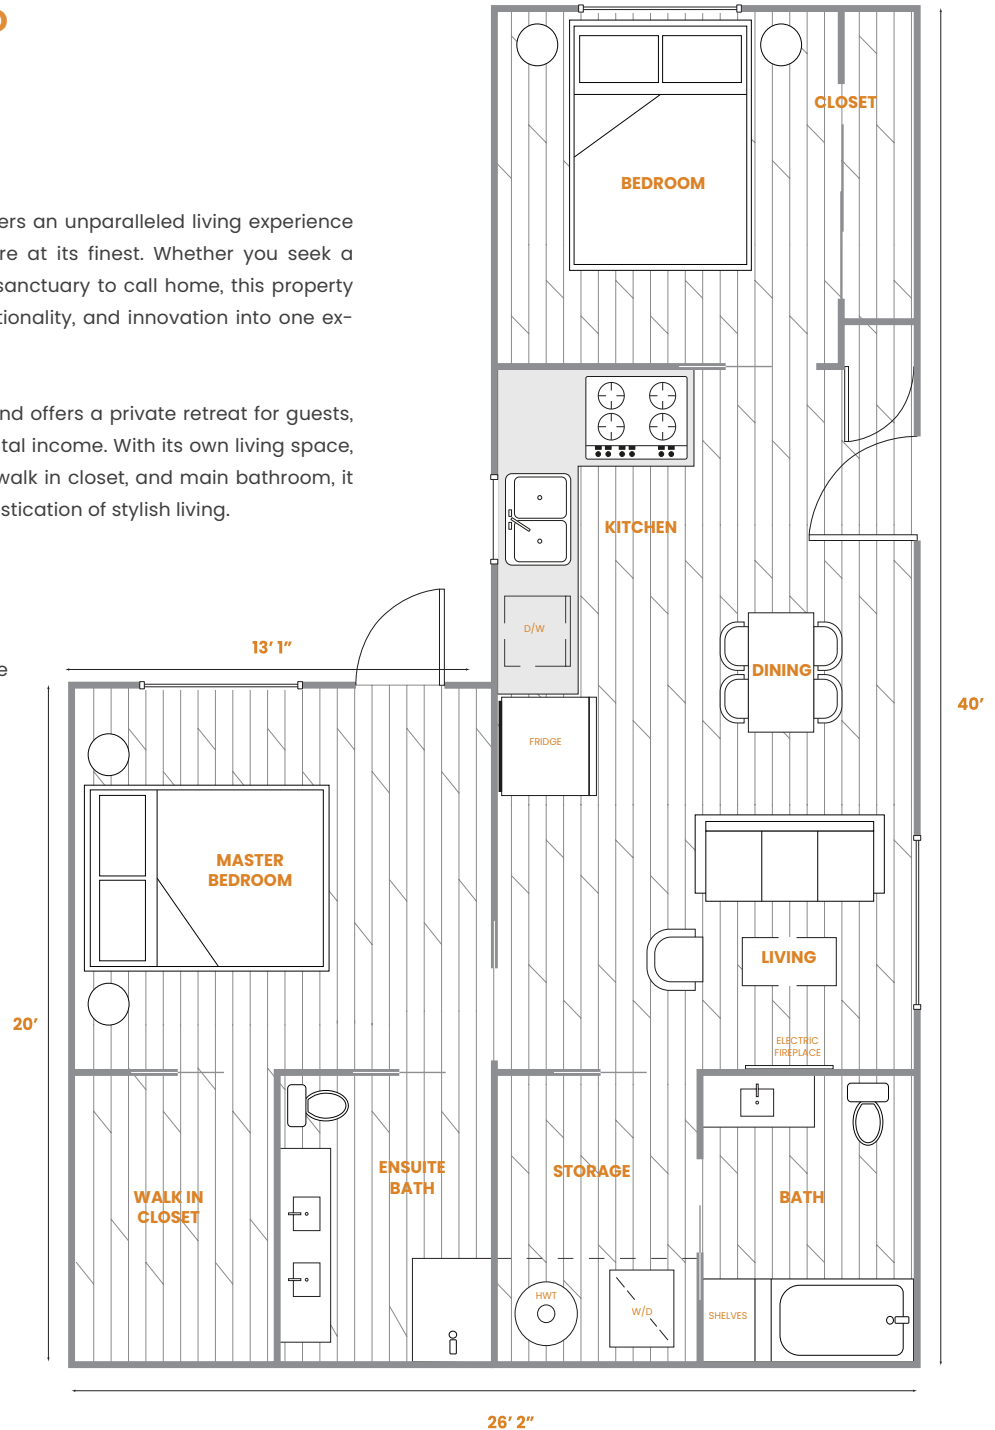 ers an unparalleled living experience
re at its finest. Whether you seek a
sanctuary to call home, this property
tionality, and innovation into one ex-
nd offers a private retreat for guests,
tal income. With its own living space,
walk in closet, and main bathroom, it
stication of stylish living.
e
CLOSET
BEDROOM
KITCHEN
D/W
DINING
FRIDGE
13’ 1”
40’
MASTER
BEDROOM
LIVING
20’
ELECTRIC
FIREPLACE
WALK IN
CLOSET
ENSUITE
BATH
STORAGE
BATH
HWT
W/D
SHELVES
26’ 2”